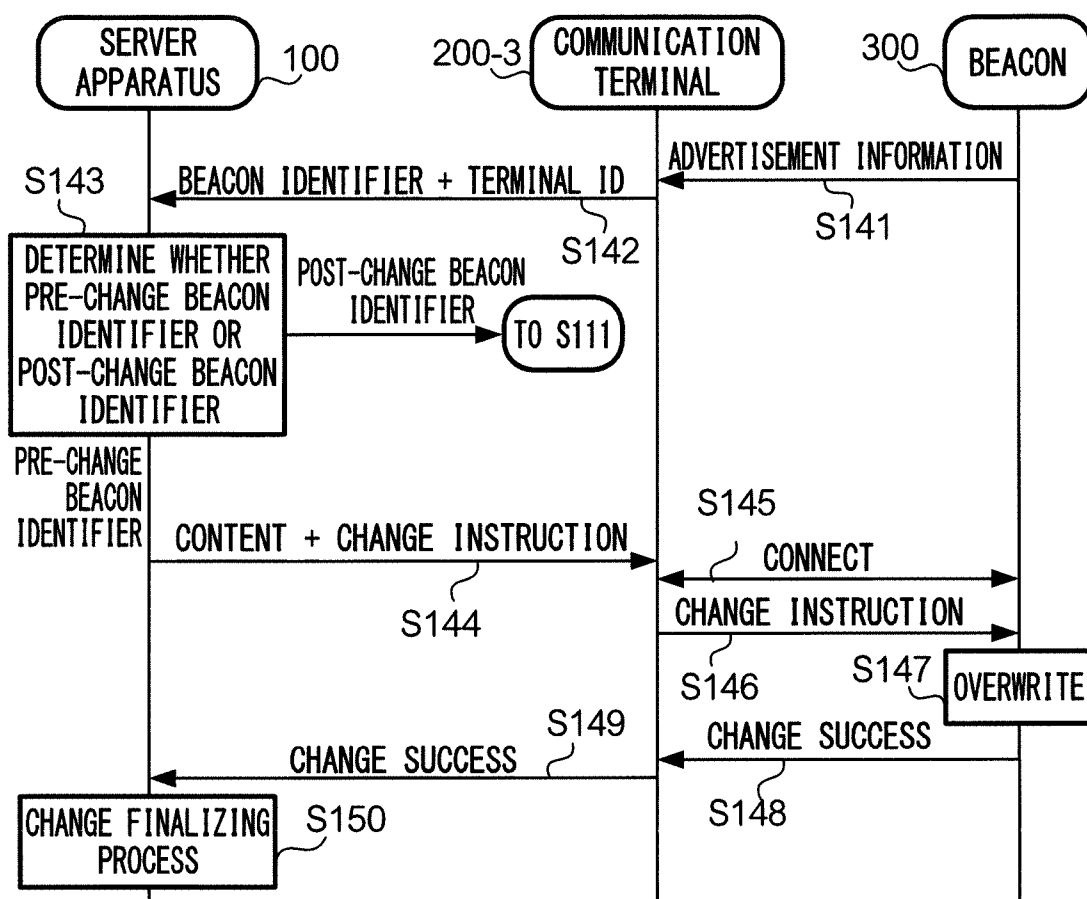 SERVER
APPARATUS
100
200-3
COMMUNICATION
TERMINAL
300
BEACON
ADVERTISEMENT INFORMATION
S141
BEACON IDENTIFIER + TERMINAL ID
S142
S143
DETERMINE WHETHER
PRE-CHANGE BEACON
IDENTIFIER OR
POST-CHANGE BEACON
IDENTIFIER
POST-CHANGE BEACON
IDENTIFIER
TO S111
PRE-CHANGE
BEACON
IDENTIFIER
CONTENT + CHANGE INSTRUCTION
S144
S145
CONNECT
CHANGE INSTRUCTION
S146
S147
OVERWRITE
CHANGE SUCCESS
S148
S149
CHANGE SUCCESS
CHANGE FINALIZING
PROCESS
S150